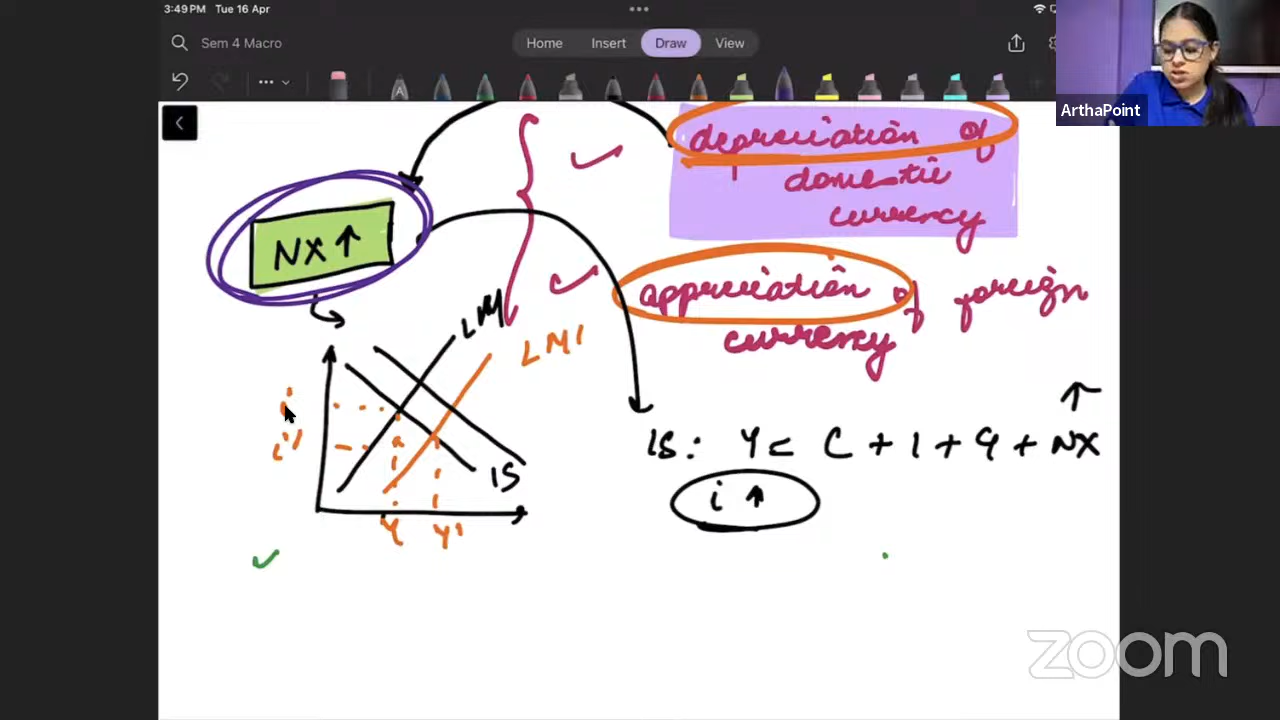 3:49 PM Tue 16 Apr
Sem 4 Macro
Home Insert Draw View
A
ArthaPoint
depreciation of
domestic
currency
NX ↑
appreciation of foreign
currency
LM
LM'
i
i'
a
IS
Y Y'
↑
IS: Y = C + I + G + NX
i ↑
zoom